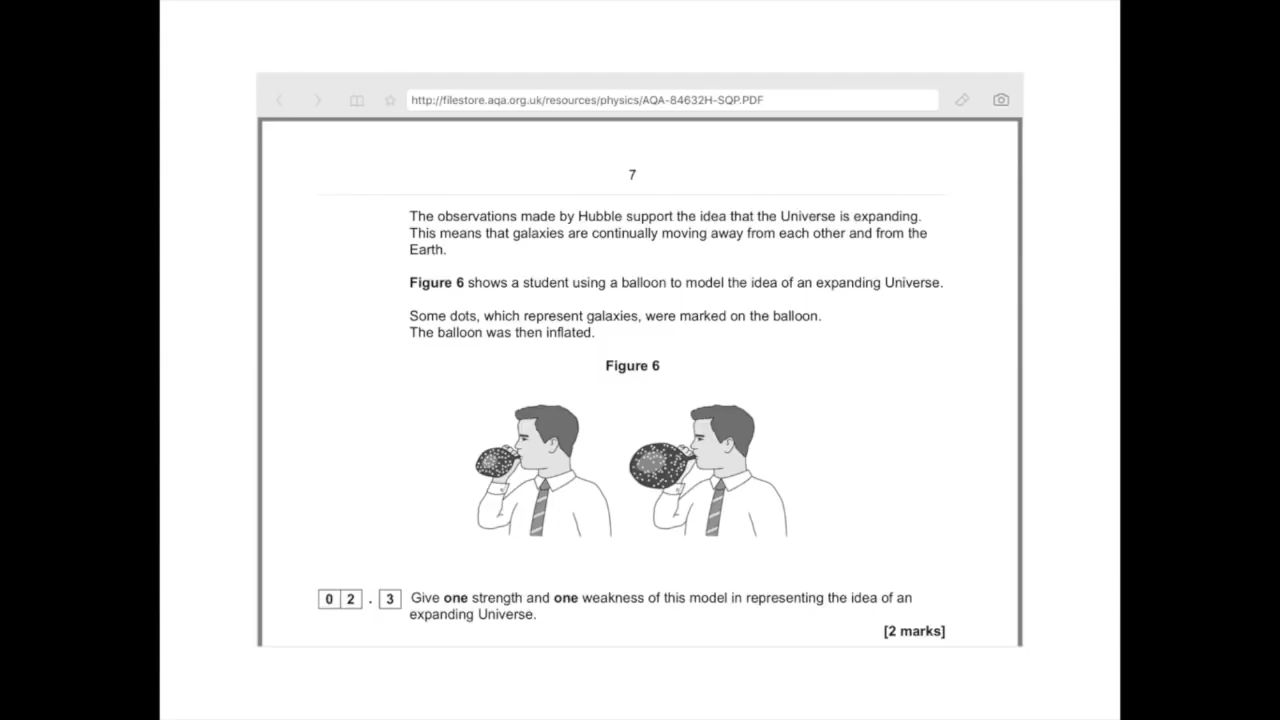 http://filestore.aqa.org.uk/resources/physics/AQA-84632H-SQP.PDF
7
The observations made by Hubble support the idea that the Universe is expanding.
This means that galaxies are continually moving away from each other and from the
Earth.
Figure 6 shows a student using a balloon to model the idea of an expanding Universe.
Some dots, which represent galaxies, were marked on the balloon.
The balloon was then inflated.
Figure 6
0 2 . 3 Give one strength and one weakness of this model in representing the idea of an
expanding Universe.
[2 marks]